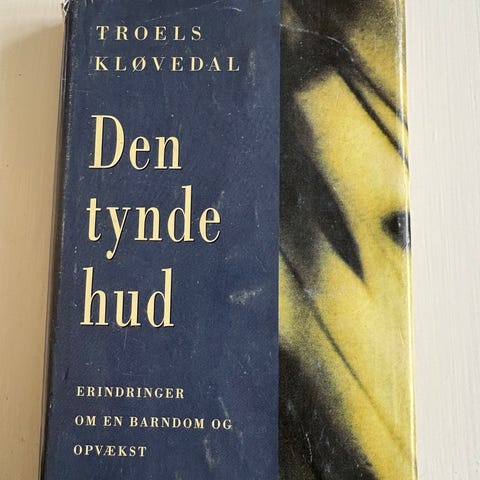 TROELS
KLØVEDAL
Den
tynde
hud
ERINDRINGER
OM EN BARNDOM OG
OPVÆKST